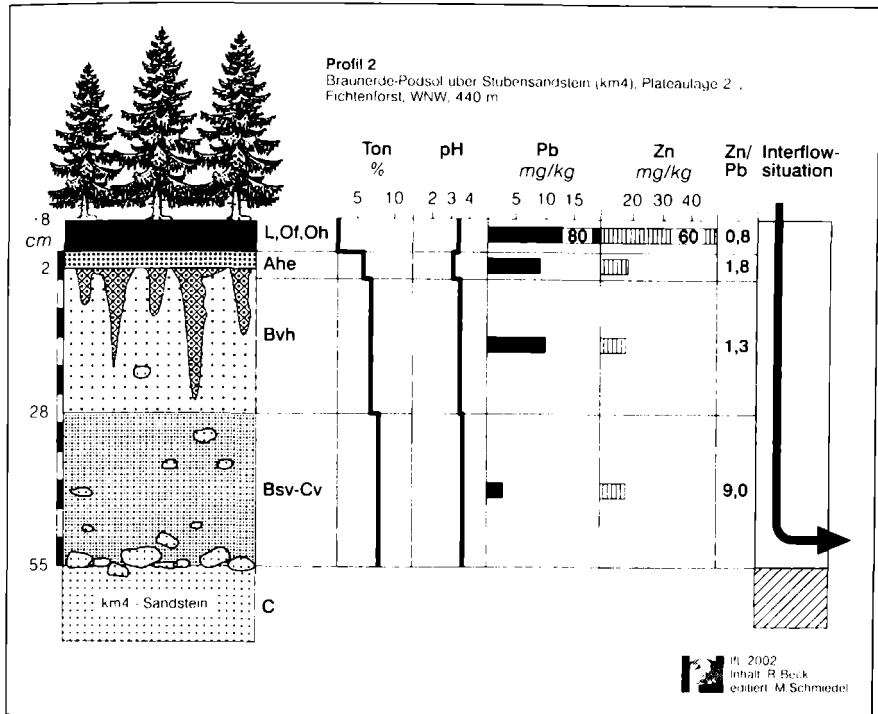 Profil 2
Braunerde-Podsol über Stubensandstein (km4), Plateaulage 2
Fichtenforst, WNW, 440 m
Ton pH Pb Zn Zn/ Interflow-
% mg/kg mg/kg Pb situation
5 10 2 3 4 5 10 15 20 30 40
8
cm
L,Of,Oh 80 60 0,8
Ahe 1,8
2
Bvh 1,3
28
Bsv-Cv 9,0
55
km4 - Sandstein C
IfL 2002
Inhalt R.Beck
editiert M.Schmiedel